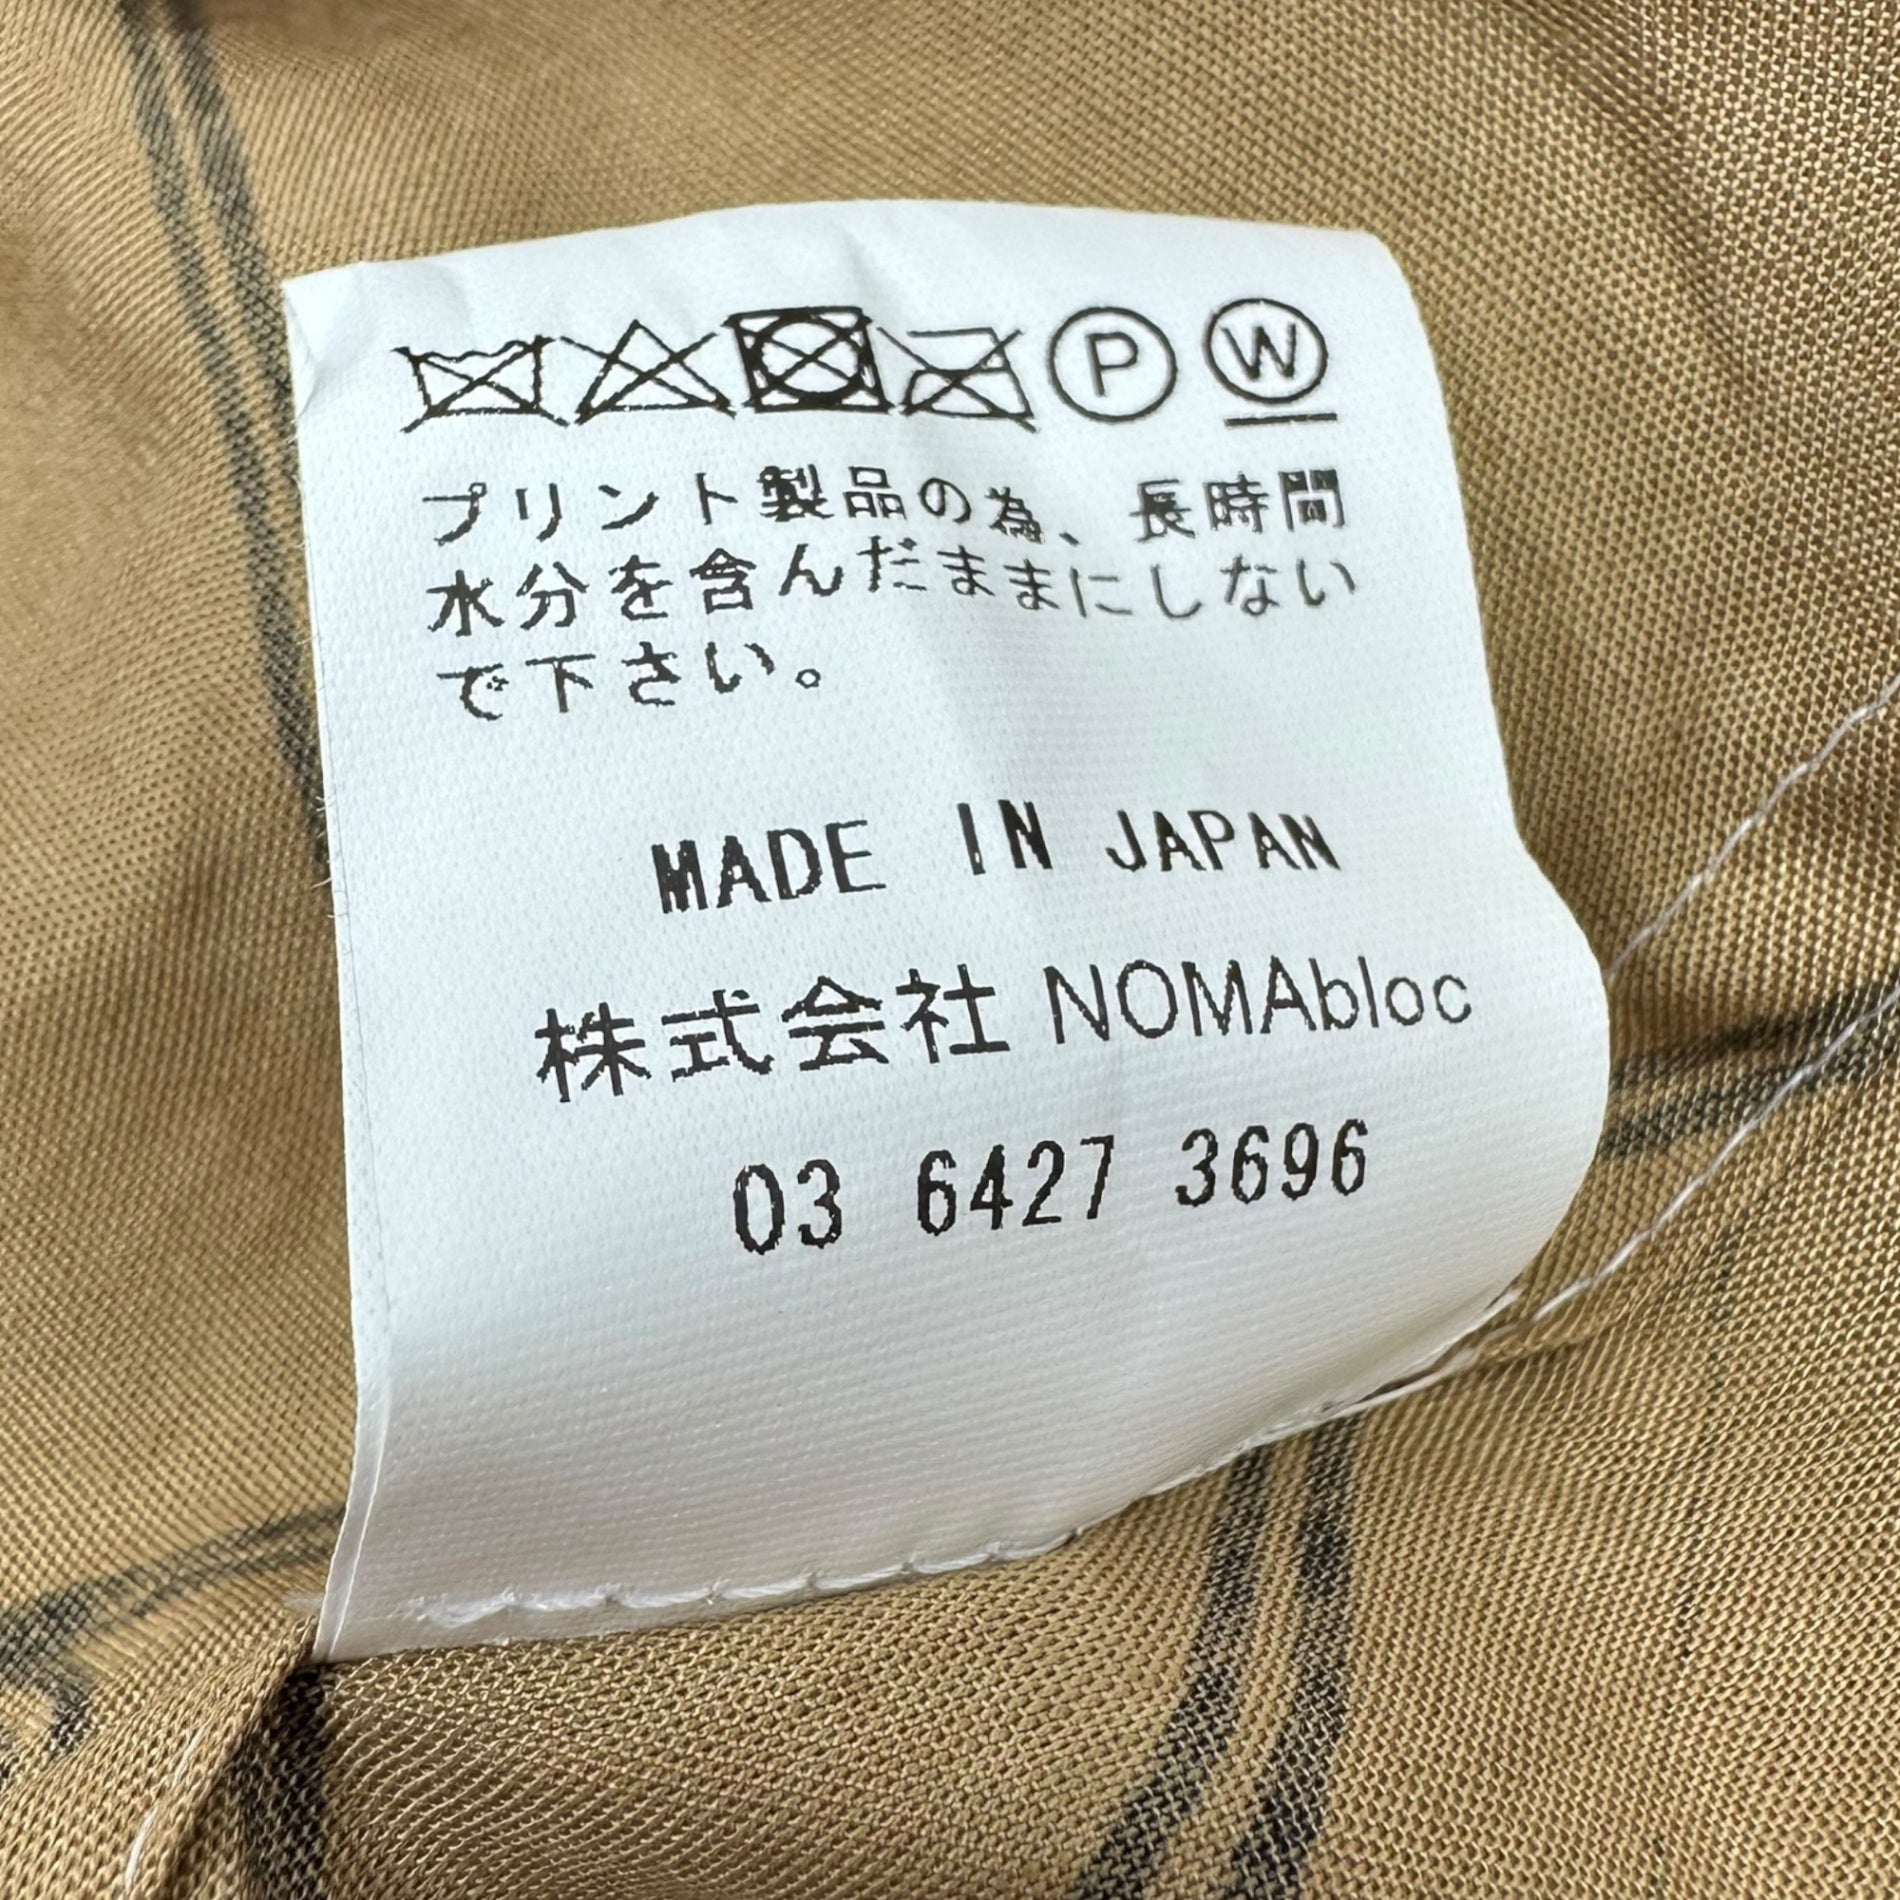 P W
プリント製品の為、長時間
水分を含んだままにしない
で下さい。
MADE IN JAPAN
株式会社 NOMAbloc
03 6427 3696